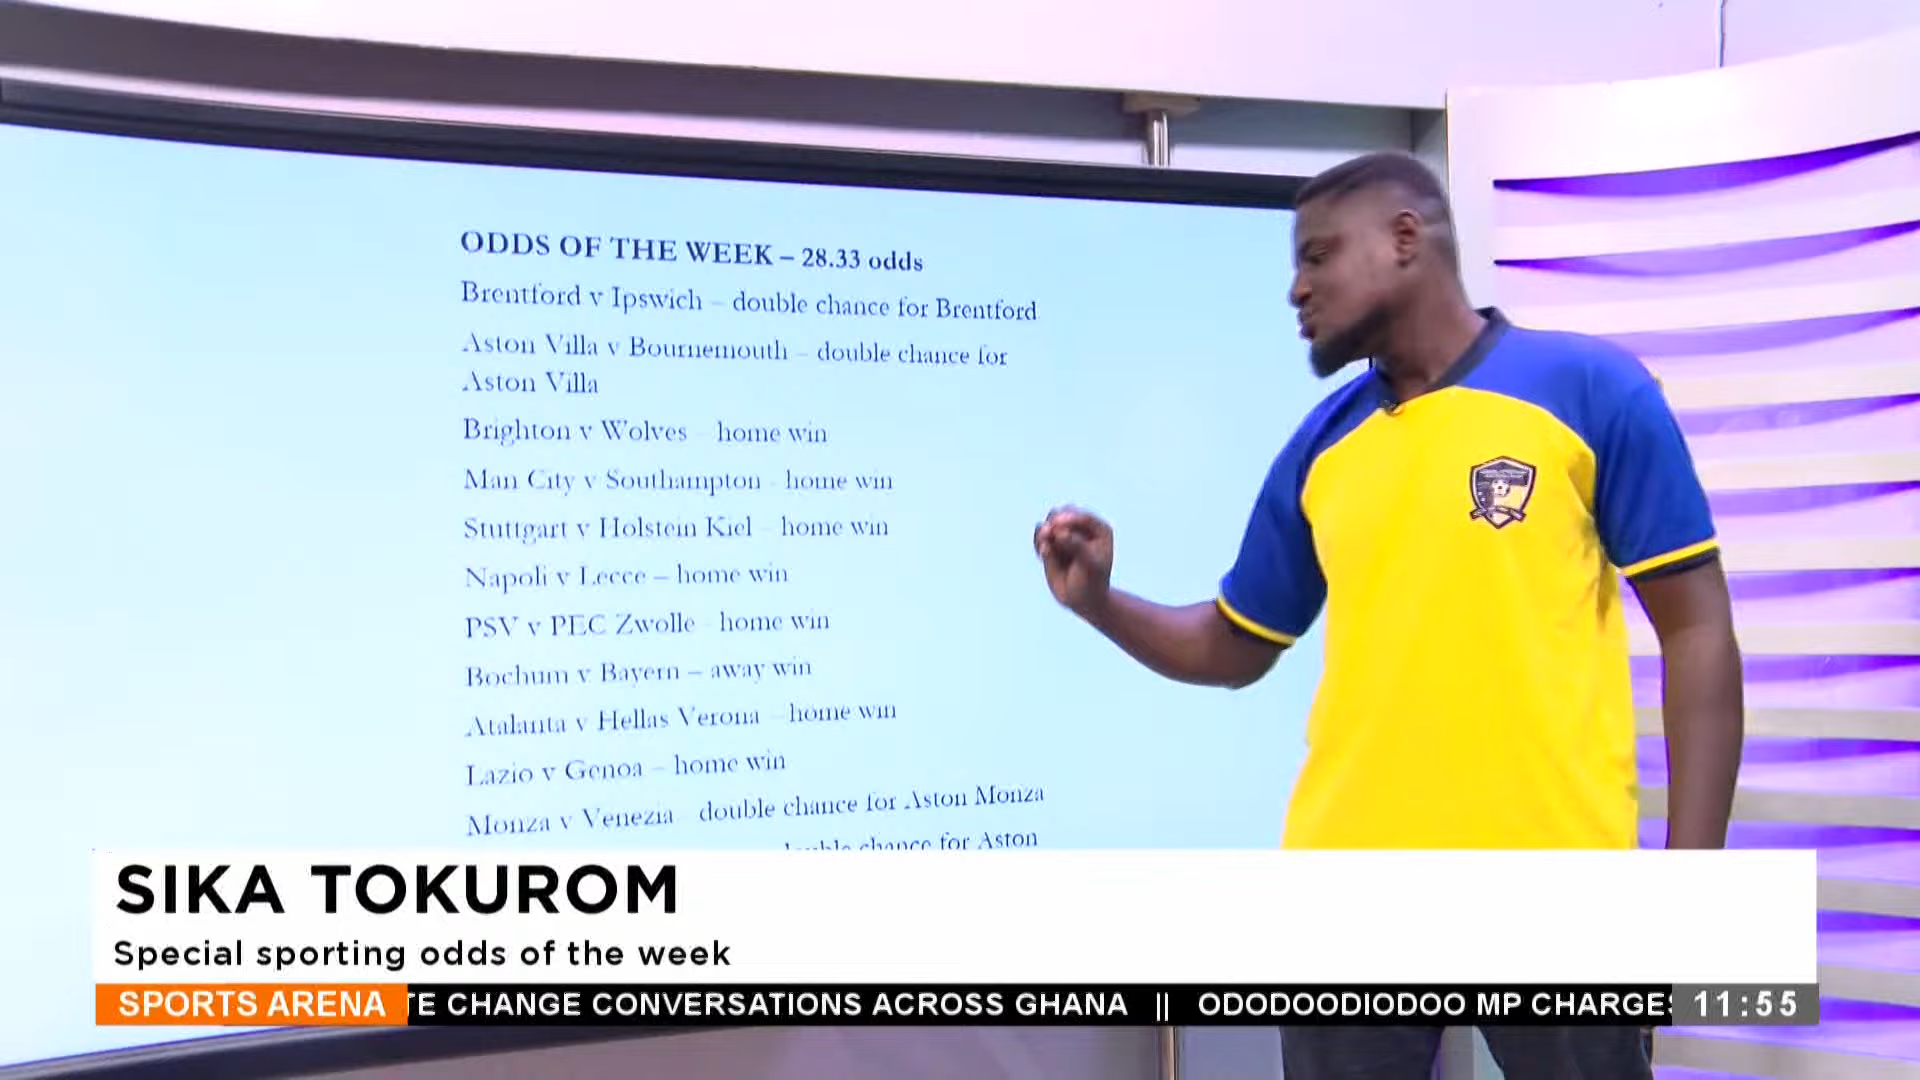 ODDS OF THE WEEK – 28.33 odds
Brentford v Ipswich – double chance for Brentford
Aston Villa v Bournemouth – double chance for
Aston Villa
Brighton v Wolves – home win
Man City v Southampton - home win
Stuttgart v Holstein Kiel – home win
Napoli v Lecce – home win
PSV v PEC Zwolle - home win
Bochum v Bayern – away win
Atalanta v Hellas Verona – home win
Lazio v Genoa – home win
Monza v Venezia - double chance for Aston Monza
double chance for Aston
SIKA TOKUROM
Special sporting odds of the week
SPORTS ARENA TE CHANGE CONVERSATIONS ACROSS GHANA || ODODOODIODOO MP CHARGES 11:55